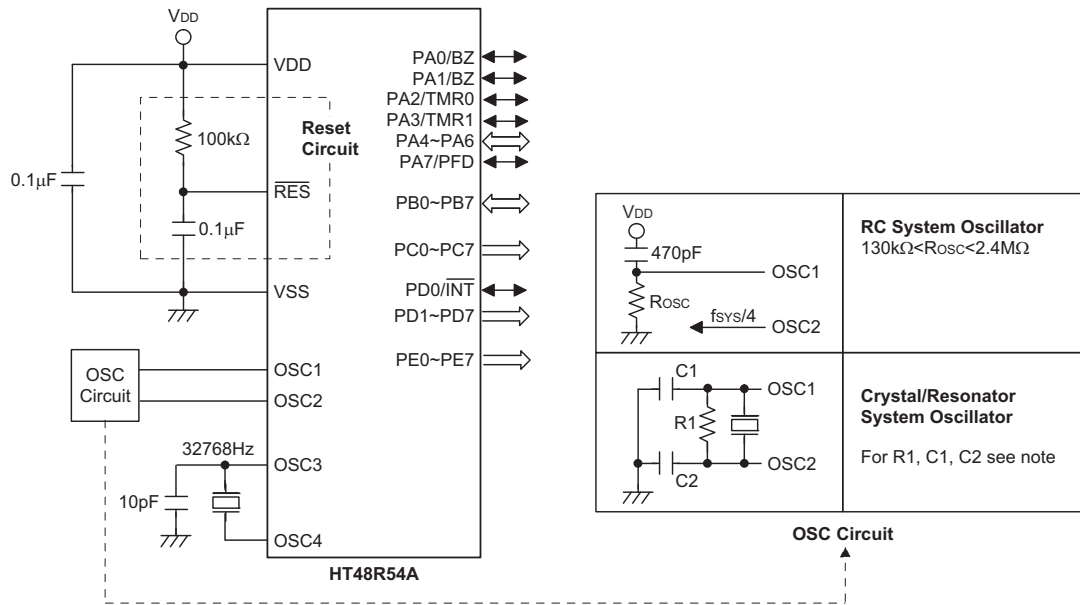 VDD
VDD
100kΩ
Reset
Circuit
0.1μF
RES
0.1μF
VSS
OSC
Circuit
OSC1
OSC2
32768Hz
OSC3
10pF
OSC4
PA0/BZ
PA1/BZ
PA2/TMR0
PA3/TMR1
PA4~PA6
PA7/PFD
PB0~PB7
PC0~PC7
PD0/INT
PD1~PD7
PE0~PE7
HT48R54A
VDD
470pF
OSC1
ROSC
fSYS/4
OSC2
RC System Oscillator
130kΩ<ROSC<2.4MΩ
C1
OSC1
R1
OSC2
C2
Crystal/Resonator
System Oscillator
For R1, C1, C2 see note
OSC Circuit